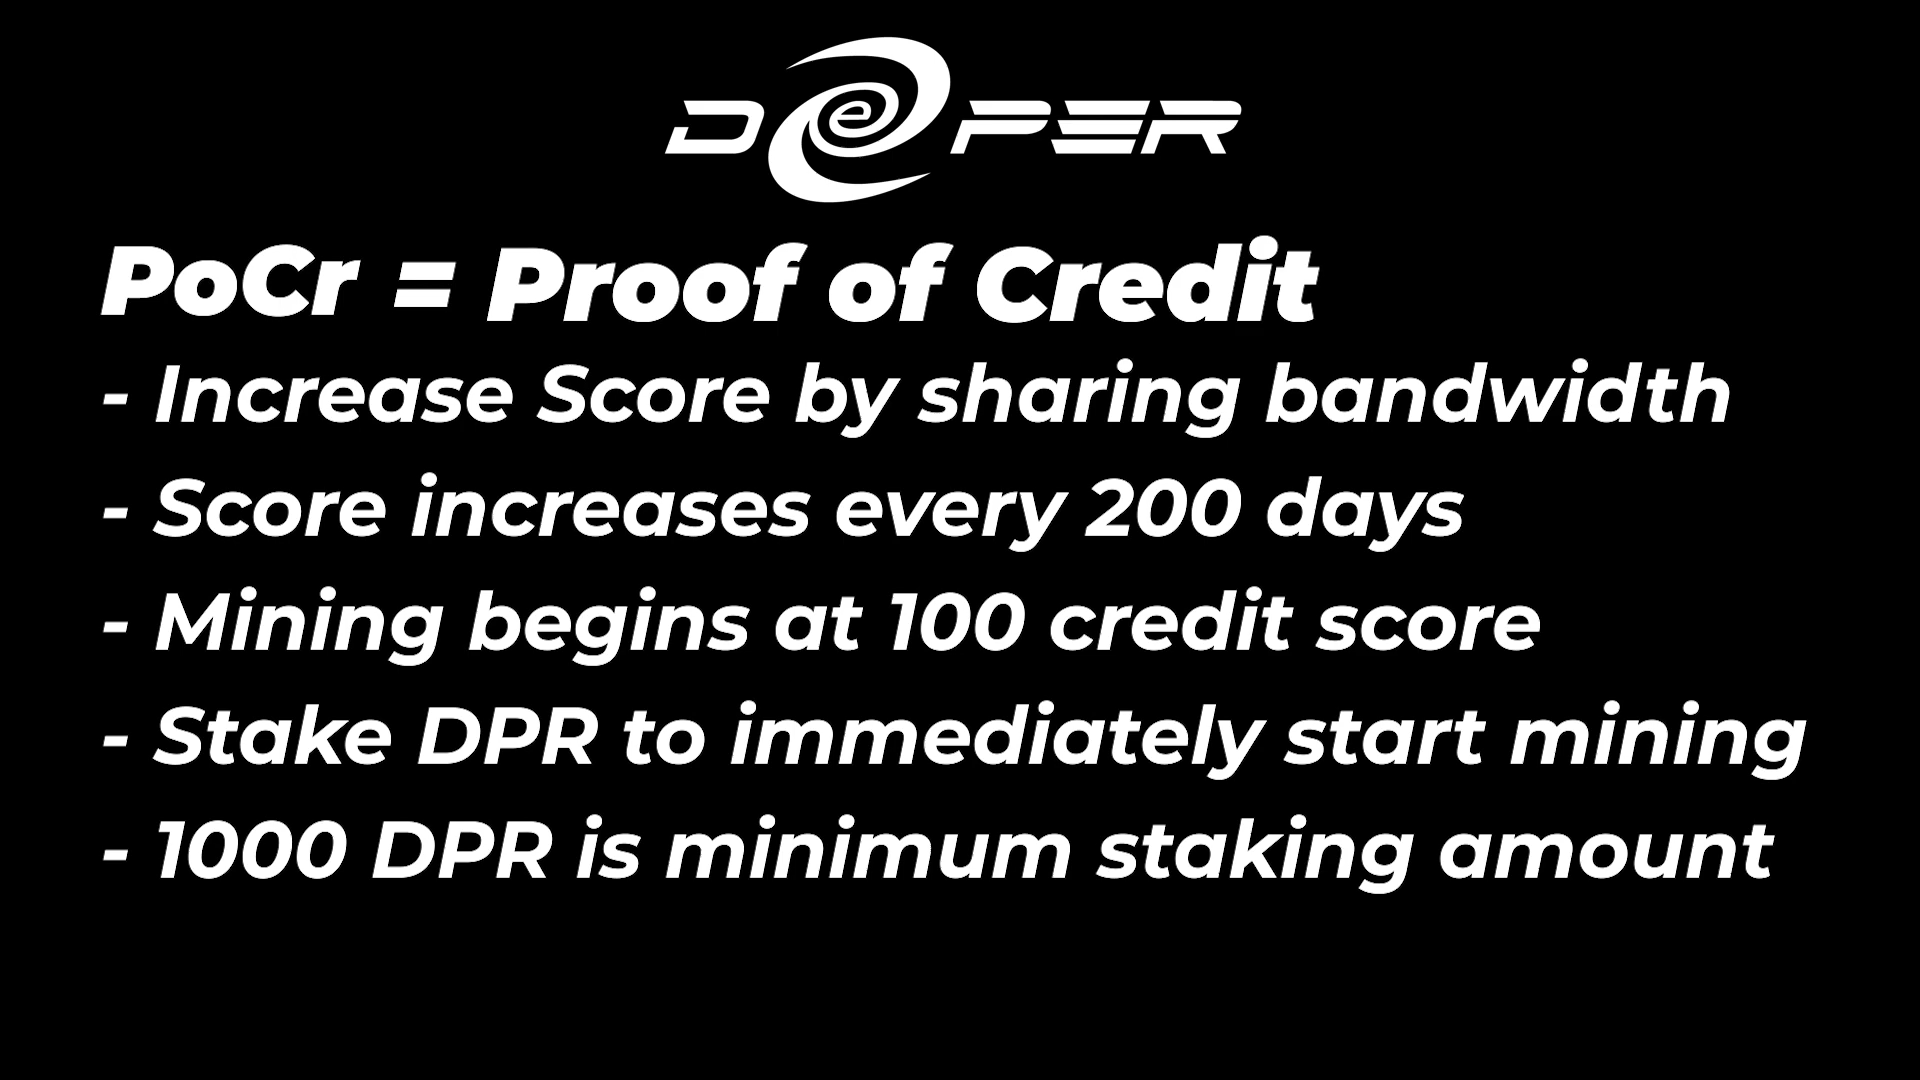 DeePER
PoCr = Proof of Credit
- Increase Score by sharing bandwidth
- Score increases every 200 days
- Mining begins at 100 credit score
- Stake DPR to immediately start mining
- 1000 DPR is minimum staking amount